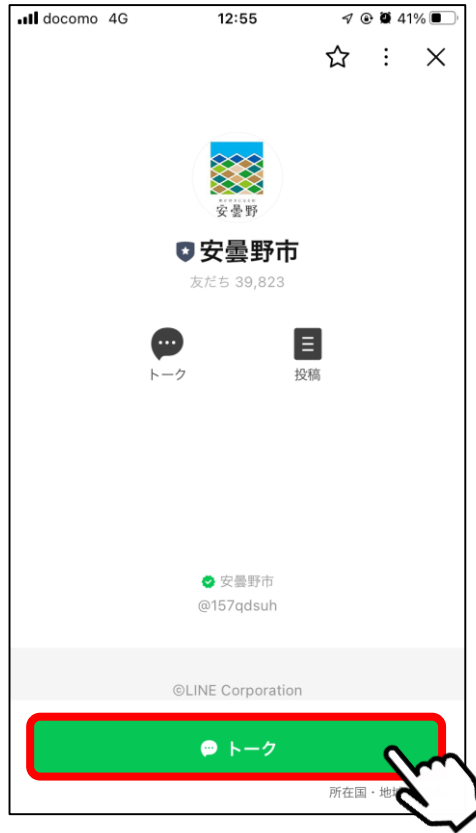 docomo 4G 12:55 41%
安曇野
安曇野市
友だち 39,823
トーク 投稿
安曇野市
@157qdsuh
©LINE Corporation
トーク
所在国・地